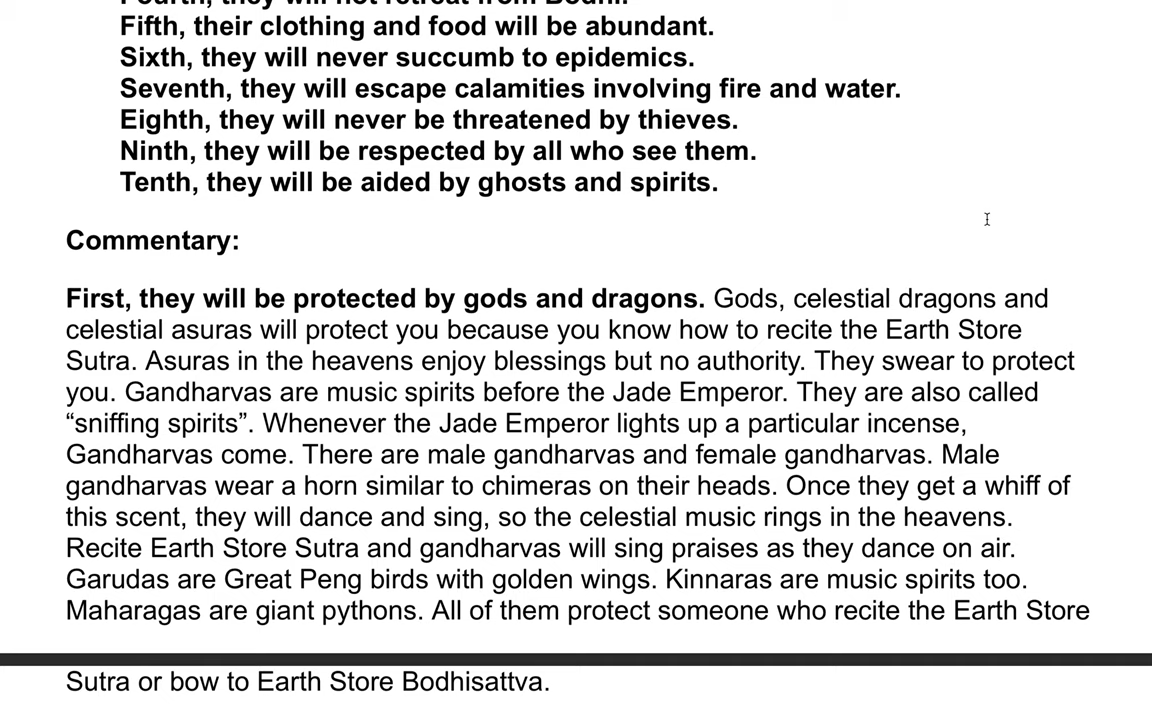 Fourth, they will not retreat from Bodhi.
Fifth, their clothing and food will be abundant.
Sixth, they will never succumb to epidemics.
Seventh, they will escape calamities involving fire and water.
Eighth, they will never be threatened by thieves.
Ninth, they will be respected by all who see them.
Tenth, they will be aided by ghosts and spirits.
Commentary:
First, they will be protected by gods and dragons. Gods, celestial dragons and
celestial asuras will protect you because you know how to recite the Earth Store
Sutra. Asuras in the heavens enjoy blessings but no authority. They swear to protect
you. Gandharvas are music spirits before the Jade Emperor. They are also called
“sniffing spirits”. Whenever the Jade Emperor lights up a particular incense,
Gandharvas come. There are male gandharvas and female gandharvas. Male
gandharvas wear a horn similar to chimeras on their heads. Once they get a whiff of
this scent, they will dance and sing, so the celestial music rings in the heavens.
Recite Earth Store Sutra and gandharvas will sing praises as they dance on air.
Garudas are Great Peng birds with golden wings. Kinnaras are music spirits too.
Maharagas are giant pythons. All of them protect someone who recite the Earth Store
Sutra or bow to Earth Store Bodhisattva.